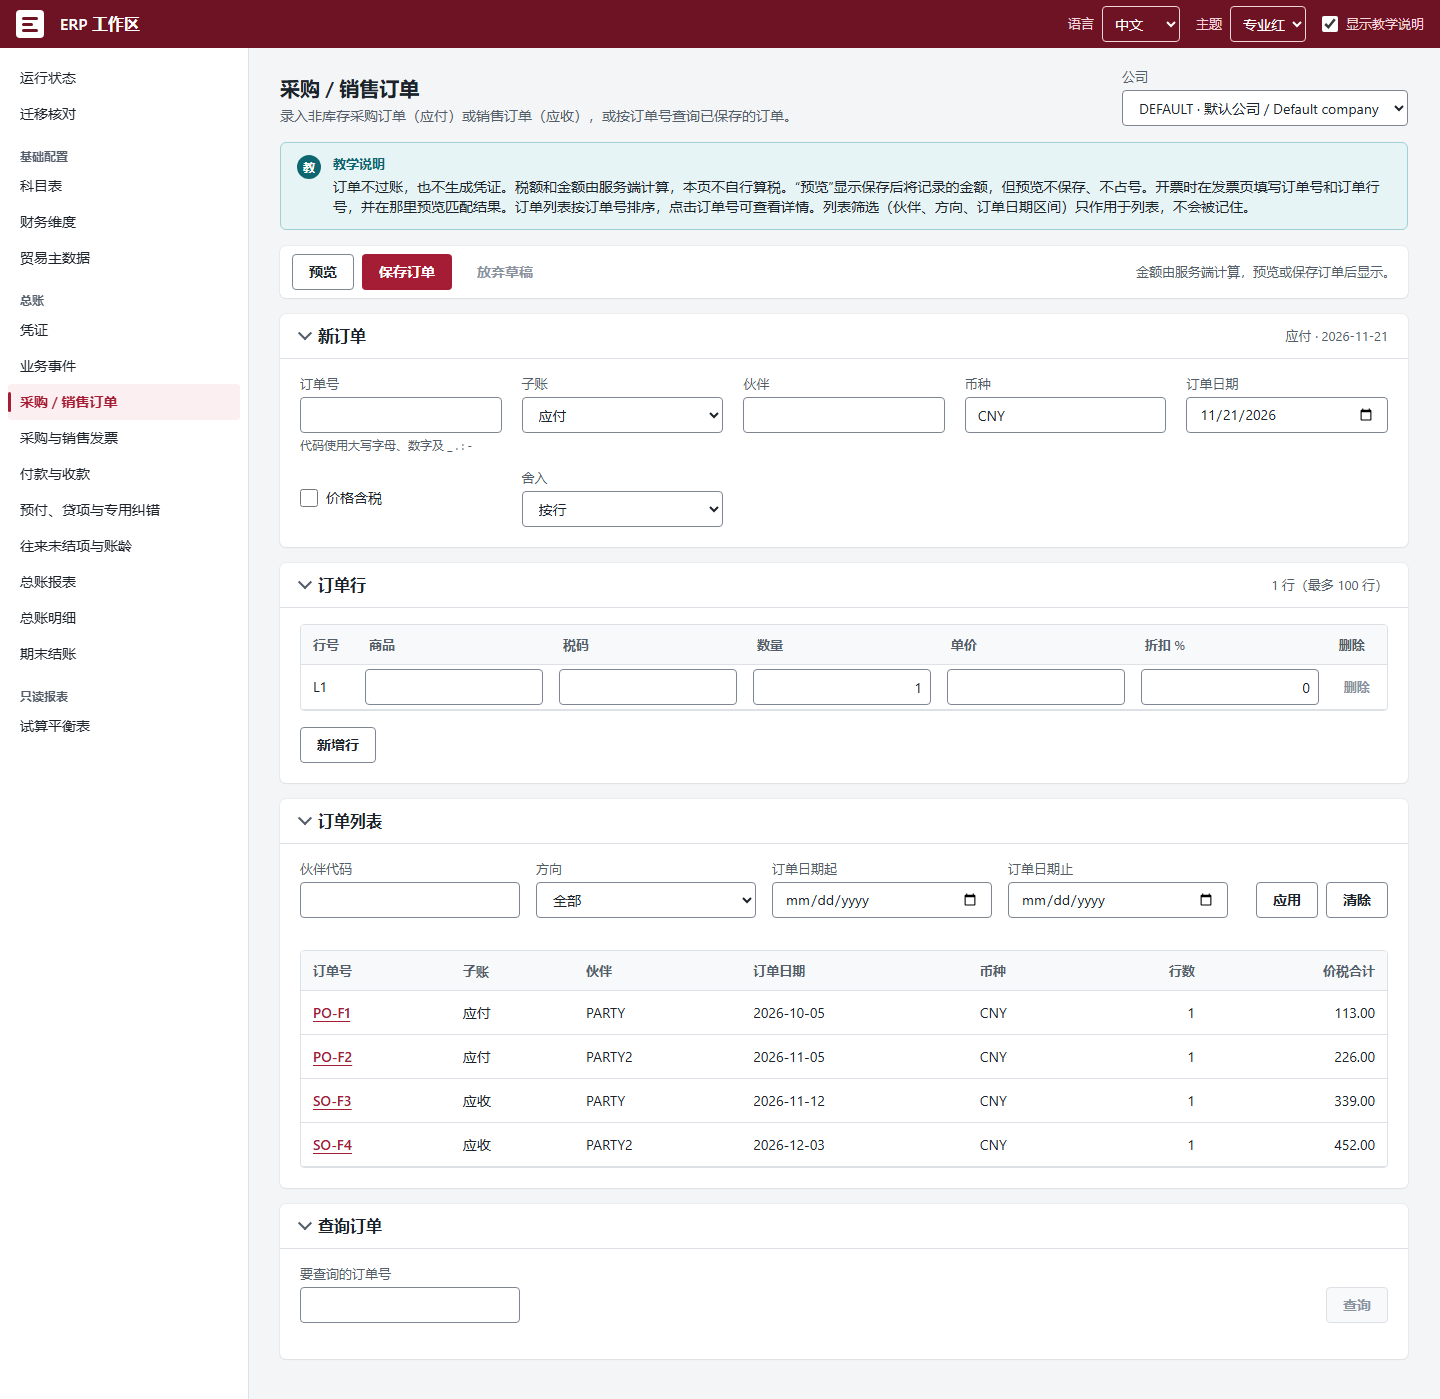 ERP 工作区
语言 中文 主题 专业红 显示教学说明
运行状态
迁移核对
基础配置
科目表
财务维度
贸易主数据
总账
凭证
业务事件
采购 / 销售订单
采购与销售发票
付款与收款
预付、贷项与专用纠错
往来未结项与账龄
总账报表
总账明细
期末结账
只读报表
试算平衡表
采购 / 销售订单
录入非库存采购订单（应付）或销售订单（应收），或按订单号查询已保存的订单。
公司
DEFAULT · 默认公司 / Default company
教
教学说明
订单不过账，也不生成凭证。税额和金额由服务端计算，本页不自行算税。“预览”显示保存后将记录的金额，但预览不保存、不占号。开票时在发票页填写订单号和订单行
号，并在那里预览匹配结果。订单列表按订单号排序，点击订单号可查看详情。列表筛选（伙伴、方向、订单日期区间）只作用于列表，不会被记住。
预览 保存订单 放弃草稿 金额由服务端计算，预览或保存订单后显示。
新订单 应付 · 2026-11-21
订单号 子账 伙伴 币种 订单日期
应付 CNY 11/21/2026
代码使用大写字母、数字及 _ . : -
舍入
价格含税 按行
订单行 1 行（最多 100 行）
行号 商品 税码 数量 单价 折扣 % 删除
L1 1 0 删除
新增行
订单列表
伙伴代码 方向 订单日期起 订单日期止
全部 mm/dd/yyyy mm/dd/yyyy 应用 清除
订单号 子账 伙伴 订单日期 币种 行数 价税合计
PO-F1 应付 PARTY 2026-10-05 CNY 1 113.00
PO-F2 应付 PARTY2 2026-11-05 CNY 1 226.00
SO-F3 应收 PARTY 2026-11-12 CNY 1 339.00
SO-F4 应收 PARTY2 2026-12-03 CNY 1 452.00
查询订单
要查询的订单号
查询